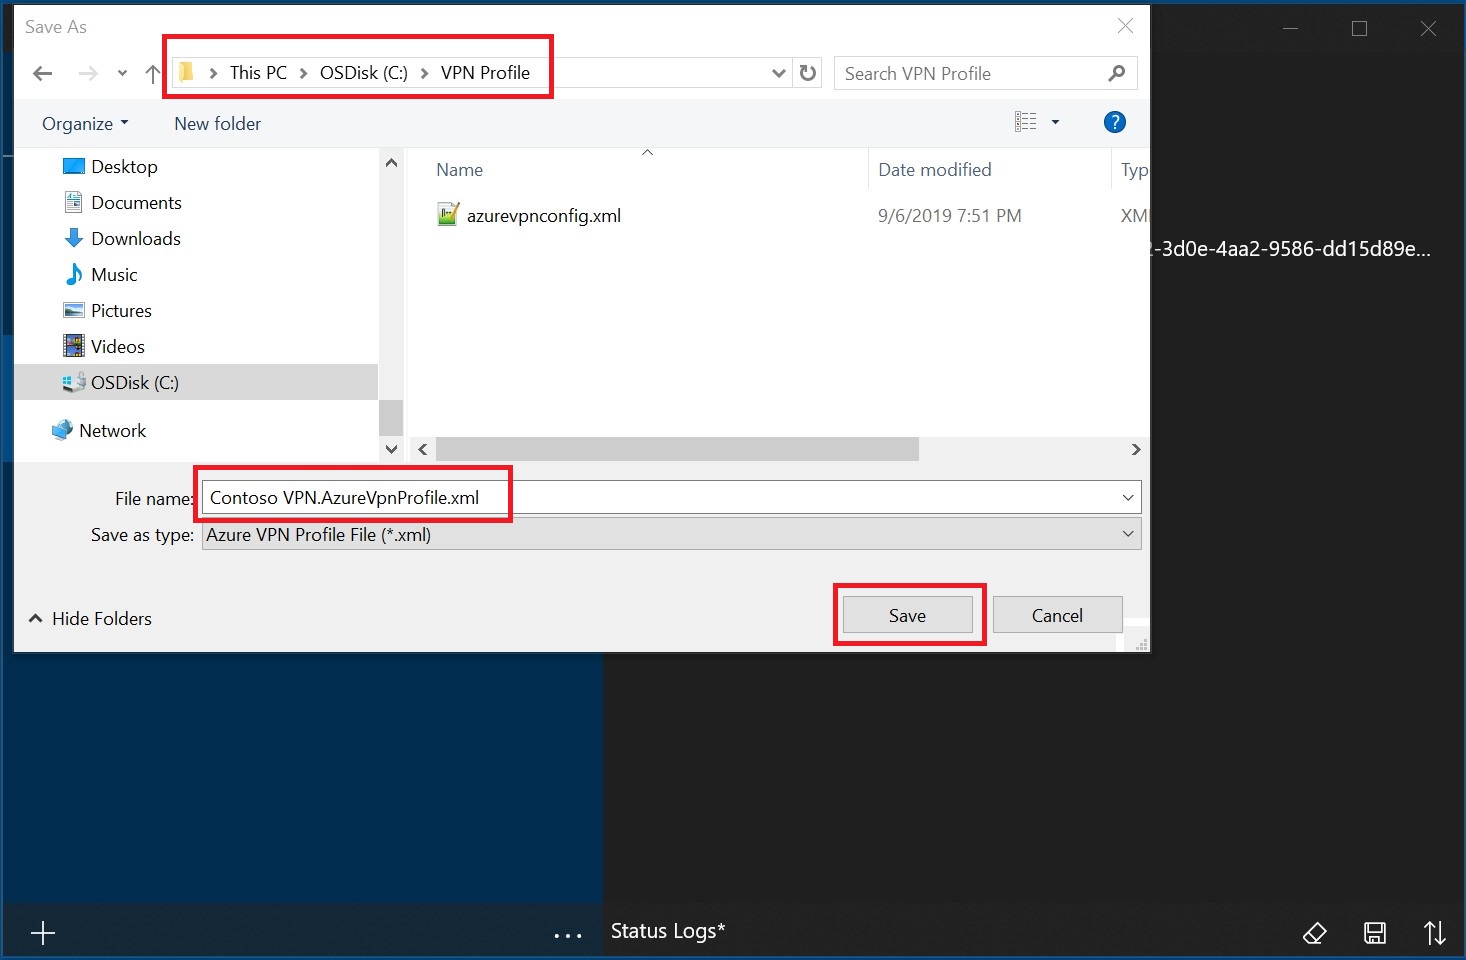 Save As
This PC > OSDisk (C:) > VPN Profile
Search VPN Profile
Organize
New folder
?
Name
Date modified
Typ
Desktop
Documents
Downloads
Music
Pictures
Videos
OSDisk (C:)
Network
azurevpnconfig.xml
9/6/2019 7:51 PM
XM
-3d0e-4aa2-9586-dd15d89e...
File name: Contoso VPN.AzureVpnProfile.xml
Save as type: Azure VPN Profile File (*.xml)
Hide Folders
Save
Cancel
Status Logs*